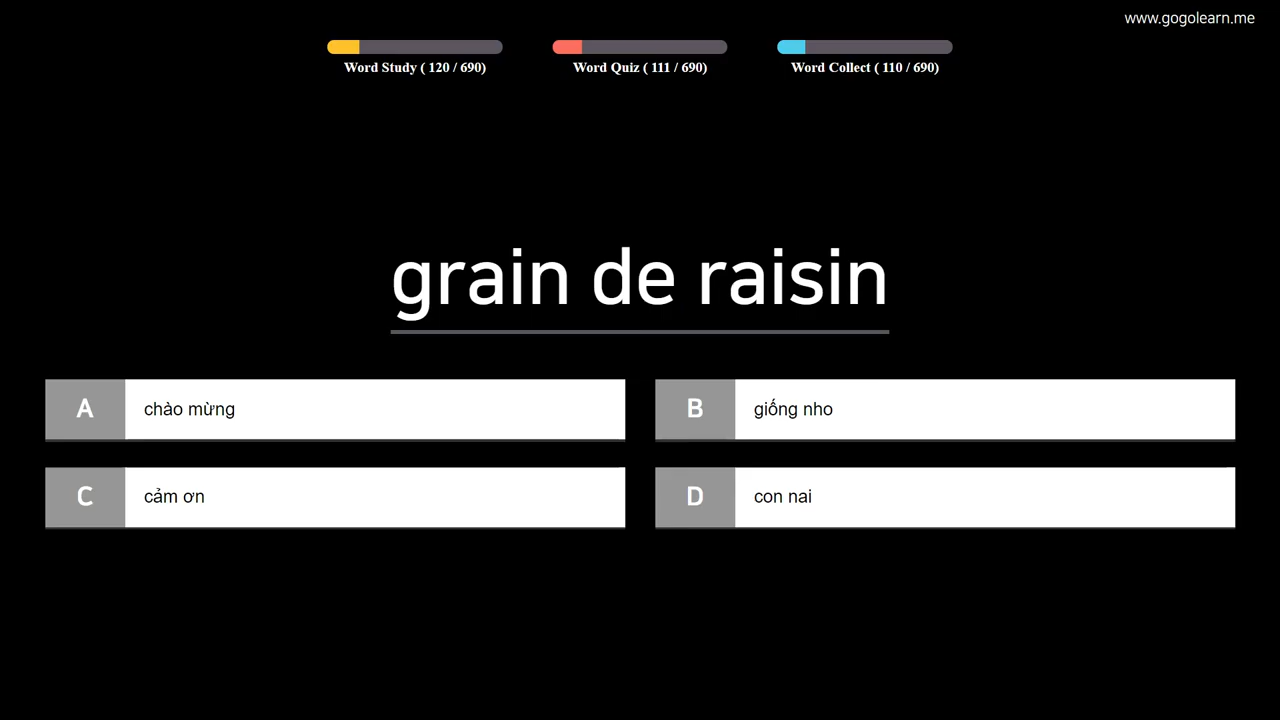 www.gogolearn.me
Word Study ( 120 / 690)
Word Quiz ( 111 / 690)
Word Collect ( 110 / 690)
grain de raisin
A chào mừng
B giống nho
C cảm ơn
D con nai